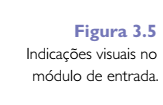 Figura 3.5
Indicações visuais no
módulo de entrada.